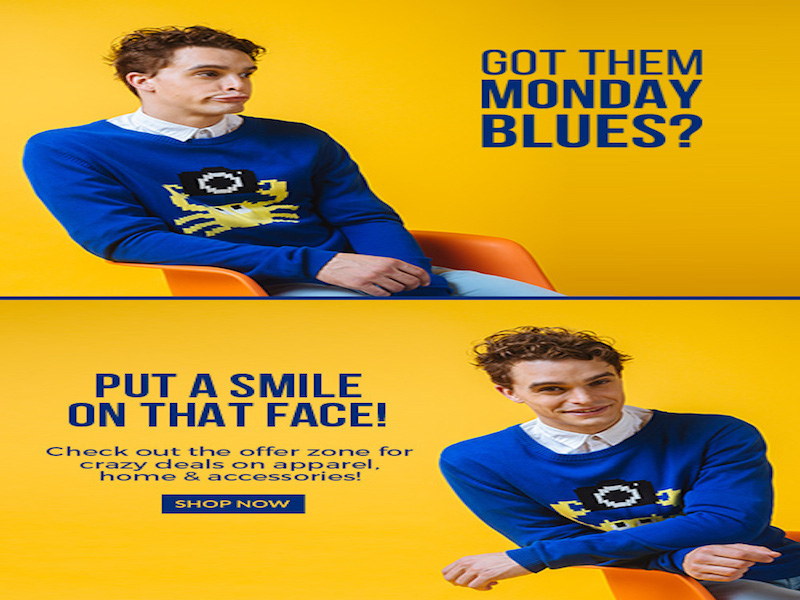 GOT THEM
MONDAY
BLUES?
PUT A SMILE
ON THAT FACE!
Check out the offer zone for
crazy deals on apparel,
home & accessories!
SHOP NOW